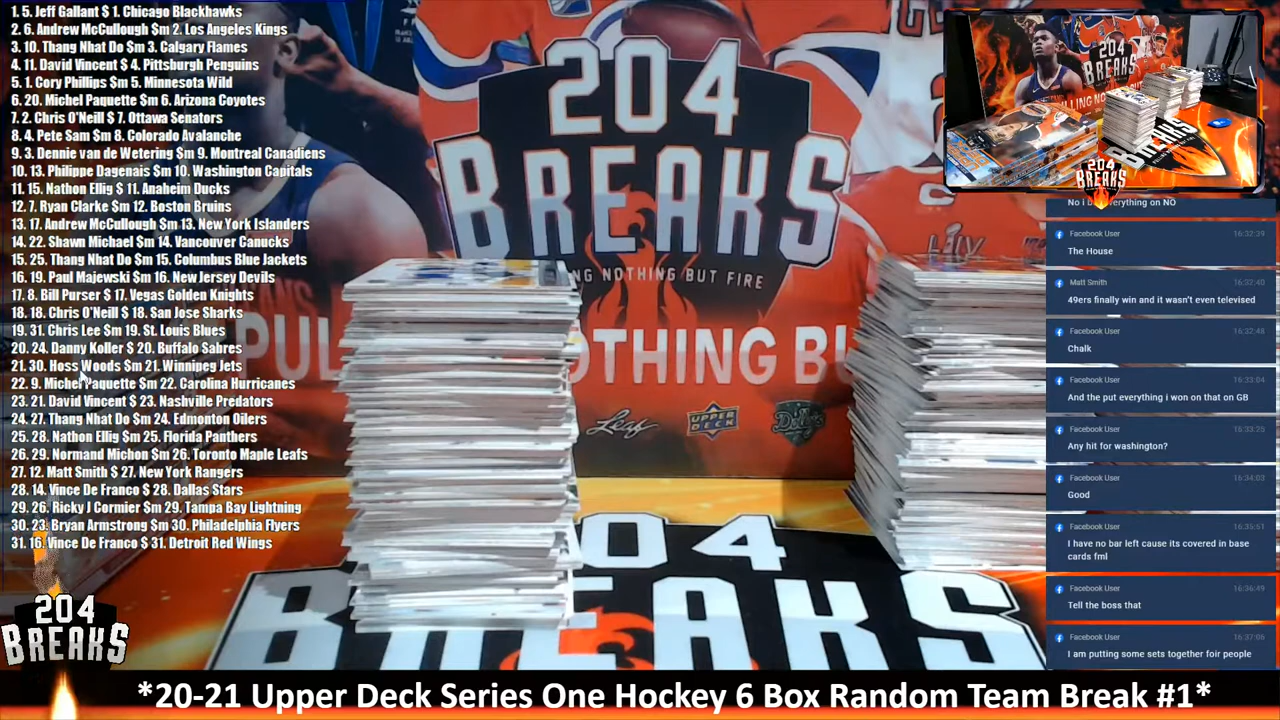 1. 5. Jeff Gallant $ 1. Chicago Blackhawks
2. 6. Andrew McCullough $m 2. Los Angeles Kings
3. 10. Thang Nhat Do $m 3. Calgary Flames
4. 11. David Vincent $ 4. Pittsburgh Penguins
5. 1. Cory Phillips $m 5. Minnesota Wild
6. 20. Michel Paquette $m 6. Arizona Coyotes
7. 2. Chris O'Neill $ 7. Ottawa Senators
8. 4. Pete Sam $m 8. Colorado Avalanche
9. 3. Dennie van de Wetering $m 9. Montreal Canadiens
10. 13. Philippe Dagenais $m 10. Washington Capitals
11. 15. Nathon Ellig $ 11. Anaheim Ducks
12. 7. Ryan Clarke $m 12. Boston Bruins
13. 17. Andrew McCullough $m 13. New York Islanders
14. 22. Shawn Michael $m 14. Vancouver Canucks
15. 25. Thang Nhat Do $m 15. Columbus Blue Jackets
16. 19. Paul Majewski $m 16. New Jersey Devils
17. 8. Bill Purser $ 17. Vegas Golden Knights
18. 18. Chris O'Neill $ 18. San Jose Sharks
19. 31. Chris Lee $m 19. St. Louis Blues
20. 24. Danny Koller $ 20. Buffalo Sabres
21. 30. Hoss Woods $m 21. Winnipeg Jets
22. 9. Michel Paquette $m 22. Carolina Hurricanes
23. 21. David Vincent $ 23. Nashville Predators
24. 27. Thang Nhat Do $m 24. Edmonton Oilers
25. 28. Nathon Ellig $m 25. Florida Panthers
26. 29. Normand Michon $m 26. Toronto Maple Leafs
27. 12. Matt Smith $ 27. New York Rangers
28. 14. Vince De Franco $ 28. Dallas Stars
29. 26. Ricky J Cormier $m 29. Tampa Bay Lightning
30. 23. Bryan Armstrong $m 30. Philadelphia Flyers
31. 16. Vince De Franco $ 31. Detroit Red Wings
204
BREAKS
NG NOTHING BUT FIRE
PUL
OTHING BU
Leaf
UPPER
DECK
04
BREAKS
204
BREAKS
204
BREAKS
LLING NO
204
BREAKS
No i
everything on NO
Facebook User 16:32:39
The House
Matt Smith 16:32:40
49ers finally win and it wasn't even televised
Facebook User 16:32:48
Chalk
Facebook User 16:33:04
And the put everything i won on that on GB
Facebook User 16:33:25
Any hit for washington?
Facebook User 16:34:03
Good
Facebook User 16:35:51
I have no bar left cause its covered in base
cards fml
Facebook User 16:36:49
Tell the boss that
Facebook User 16:37:06
I am putting some sets together foir people
*20-21 Upper Deck Series One Hockey 6 Box Random Team Break #1*